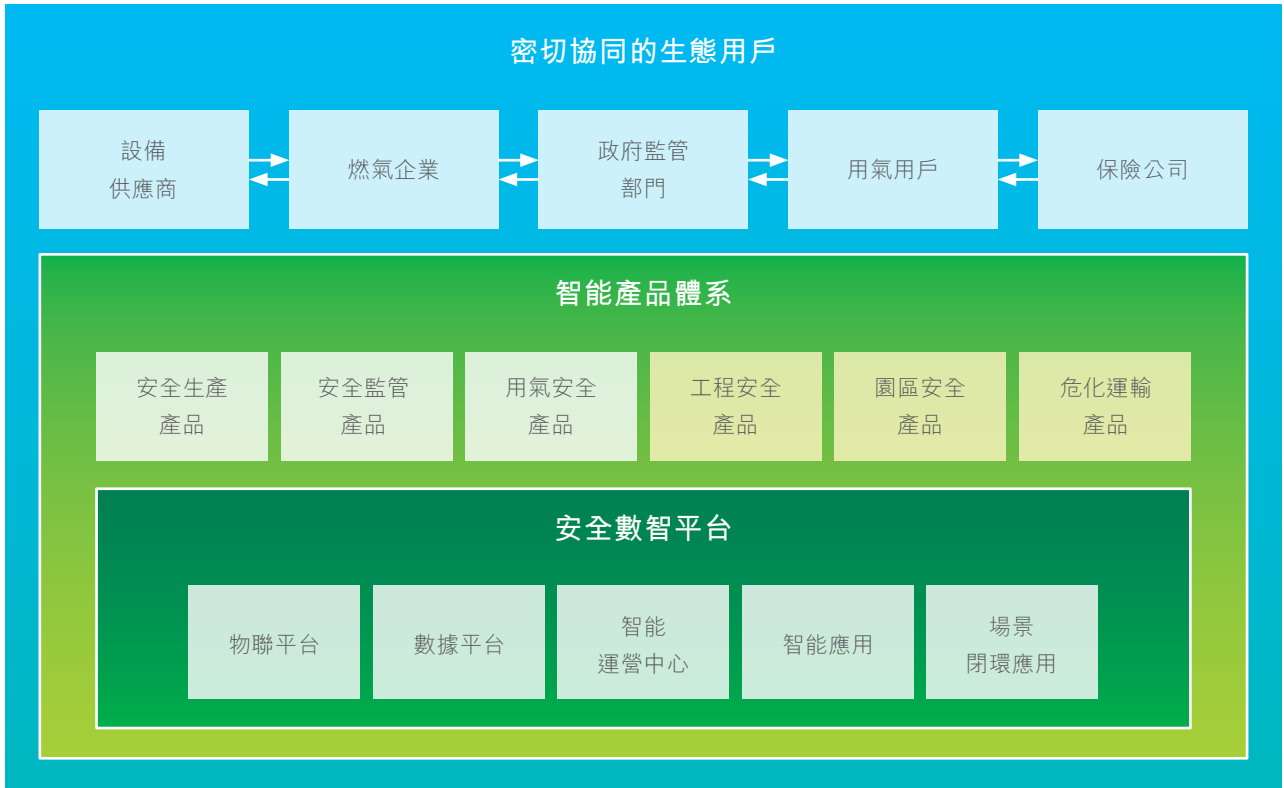 密切協同的生態用戶
設備
供應商
燃氣企業
政府監管
部門
用氣用戶
保險公司
智能產品體系
安全生產
產品
安全監管
產品
用氣安全
產品
工程安全
產品
園區安全
產品
危化運輸
產品
安全數智平台
物聯平台
數據平台
智能
運營中心
智能應用
場景
閉環應用